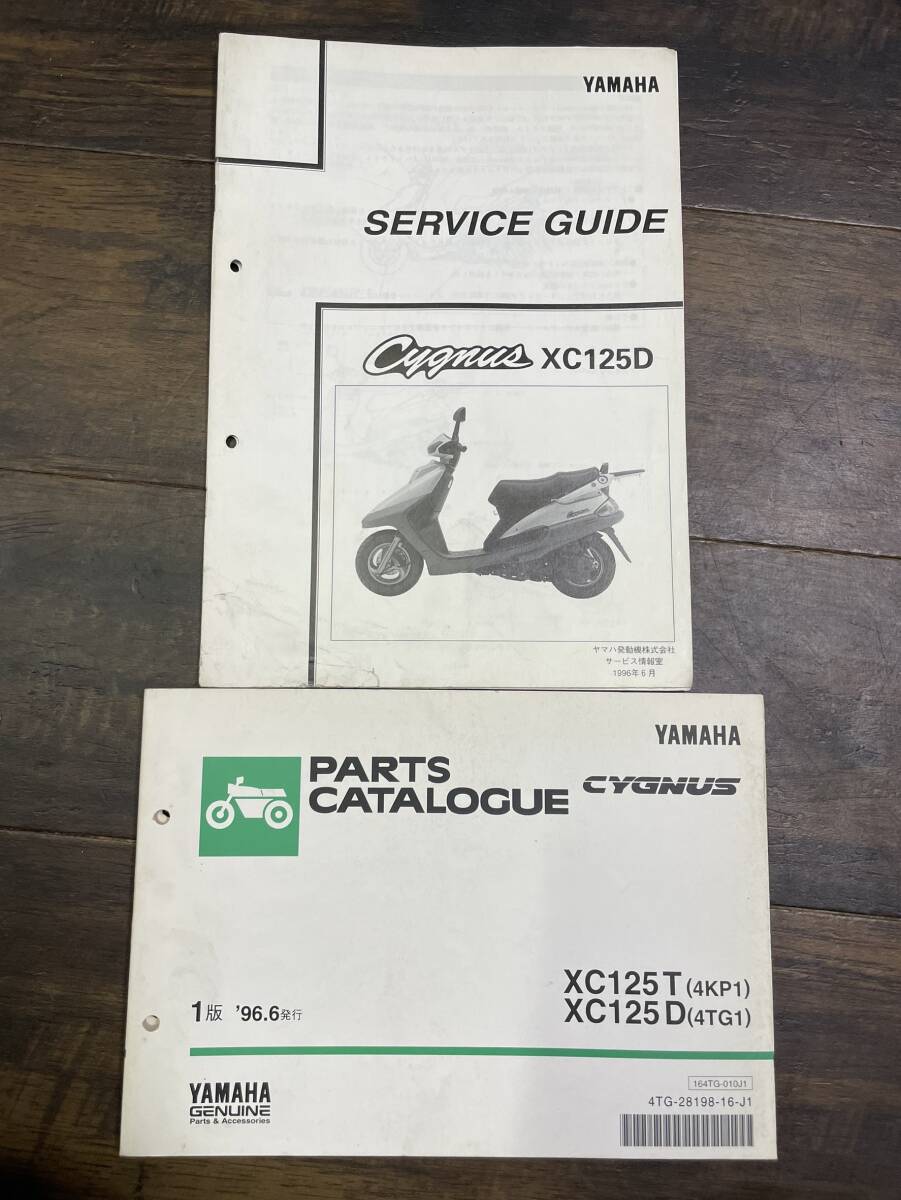 YAMAHA
SERVICE GUIDE
Cygnus XC125D
ヤマハ発動機株式会社
サービス情報室
1996年6月
YAMAHA
PARTS
CATALOGUE
CYGNUS
XC125T(4KP1)
XC125D(4TG1)
1版 '96.6発行
YAMAHA
GENUINE
Parts & Accessories
164TG-010J1
4TG-28198-16-J1